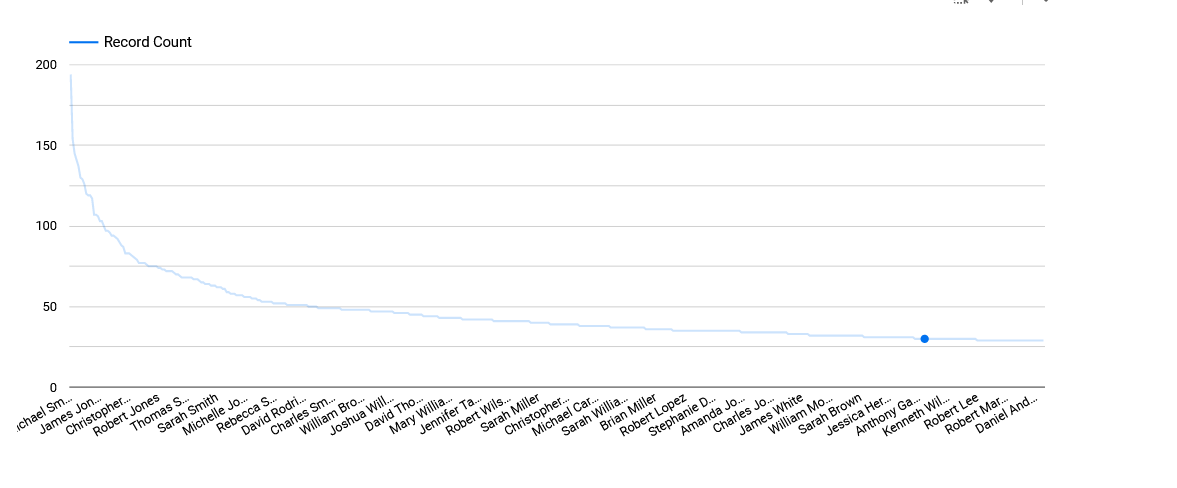 Record Count
200
150
100
50
0
chael Sm...
James Jon...
Christopher...
Robert Jones
Thomas S...
Sarah Smith
Michelle Jo...
Rebecca S...
David Rodri...
Charles Sm...
William Bro...
Joshua Will...
David Tho...
Mary Willia...
Jennifer Ta...
Robert Wils...
Sarah Miller
Christopher...
Michael Car...
Sarah Willia...
Brian Miller
Robert Lopez
Stephanie D...
Amanda Jo...
Charles Jo...
James White
William Mo...
Sarah Brown
Jessica Her...
Anthony Ga...
Kenneth Wil...
Robert Lee
Robert Mar...
Daniel And...